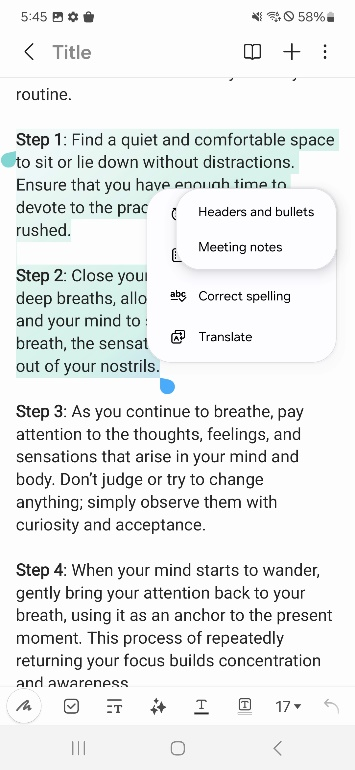 5:45
58%
Title
routine.
Step 1: Find a quiet and comfortable space
to sit or lie down without distractions.
Ensure that you have enough time to
devote to the prac
rushed.
Headers and bullets
Meeting notes
Correct spelling
Translate
Step 2: Close your
deep breaths, allo
and your mind to
breath, the sensat
out of your nostrils.
Step 3: As you continue to breathe, pay
attention to the thoughts, feelings, and
sensations that arise in your mind and
body. Don't judge or try to change
anything; simply observe them with
curiosity and acceptance.
Step 4: When your mind starts to wander,
gently bring your attention back to your
breath, using it as an anchor to the present
moment. This process of repeatedly
returning your focus builds concentration
and awareness
17